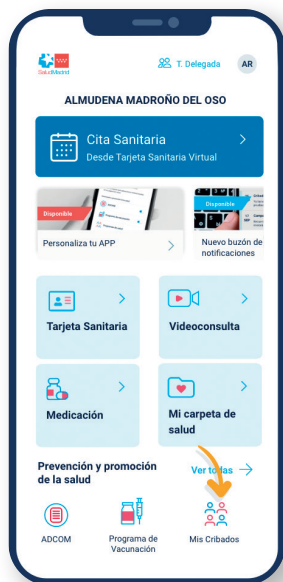 SaludMadrid
T. Delegada
AR
ALMUDENA MADROÑO DEL OSO
Cita Sanitaria
Desde Tarjeta Sanitaria Virtual
Disponible
Disponible
Personaliza tu APP
Nuevo buzón de
notificaciones
Tarjeta Sanitaria
Videoconsulta
Medicación
Mi carpeta de
salud
Prevención y promoción
de la salud
Ver todas
ADCOM
Programa de
Vacunación
Mis Cribados